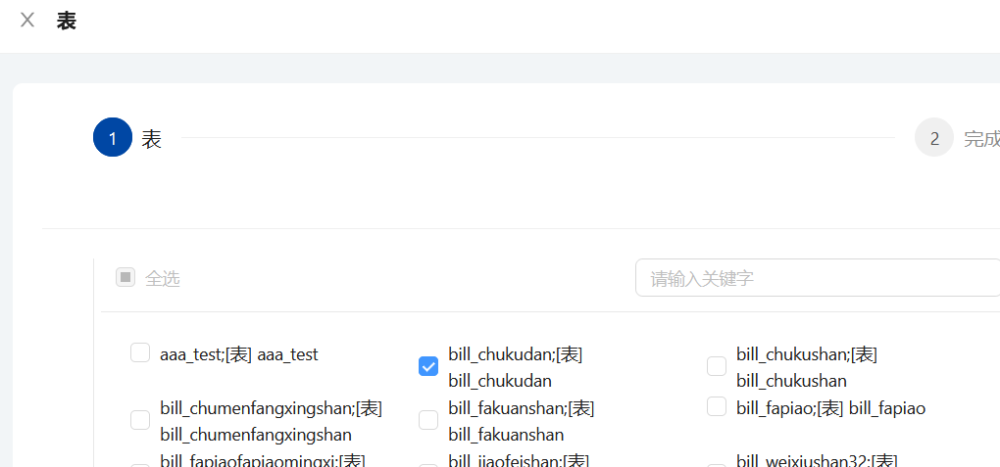 表
1 表
2 完成
全选
请输入关键字
aaa_test;[表] aaa_test
bill_chukudan;[表]
bill_chukudan
bill_chukushan;[表]
bill_chukushan
bill_chumenfangxingshan;[表]
bill_chumenfangxingshan
bill_fakuanshan;[表]
bill_fakuanshan
bill_fapiao;[表] bill_fapiao
bill_fapiaofapiaomingxi;[表]
bill_jiaofeishan;[表]
bill_weixiushan32;[表]